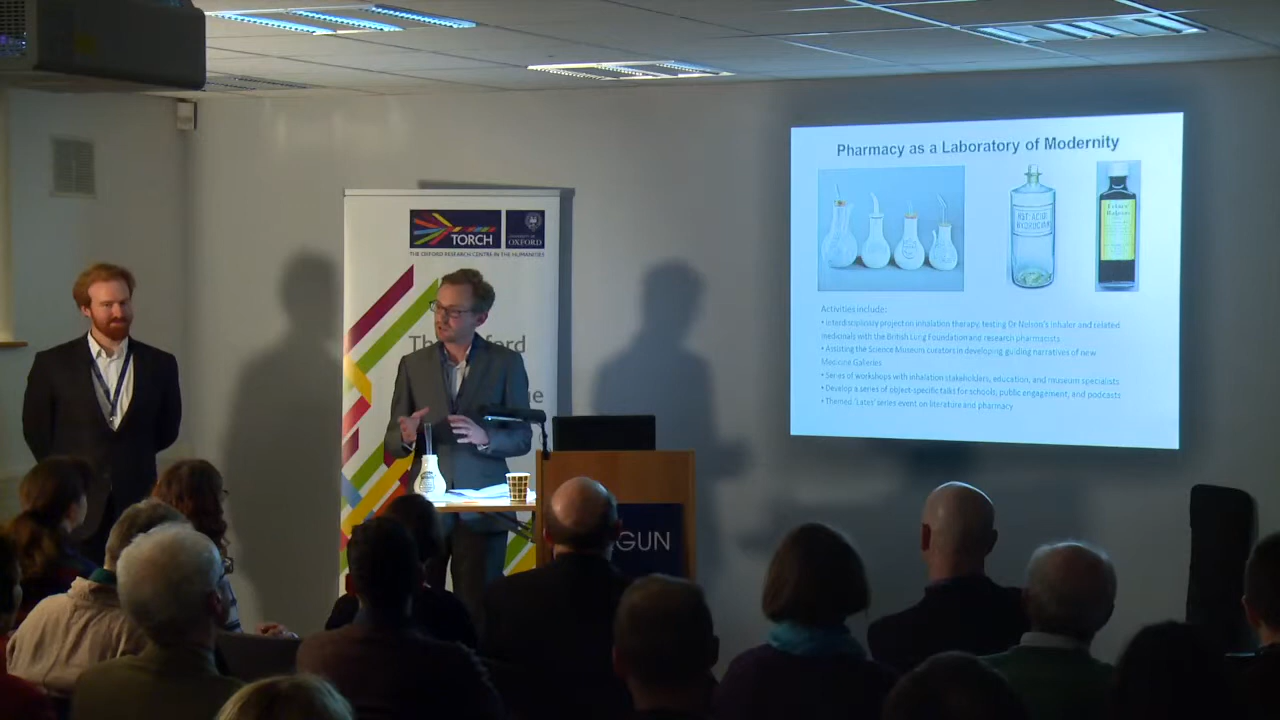 TORCH
UNIVERSITY OF
OXFORD
THE OXFORD RESEARCH CENTRE IN THE HUMANITIES
Pharmacy as a Laboratory of Modernity
Activities include:
• Interdisciplinary project on inhalation therapy, testing Dr Nelson's Inhaler and related
medicinals with the British Lung Foundation and research pharmacists
• Assisting the Science Museum curators in developing guiding narratives of new
Medicine Galleries
• Series of workshops with inhalation stakeholders, education, and museum specialists
• Develop a series of object-specific talks for schools, public engagement, and podcasts
• Themed 'Lates' series event on literature and pharmacy
GUN